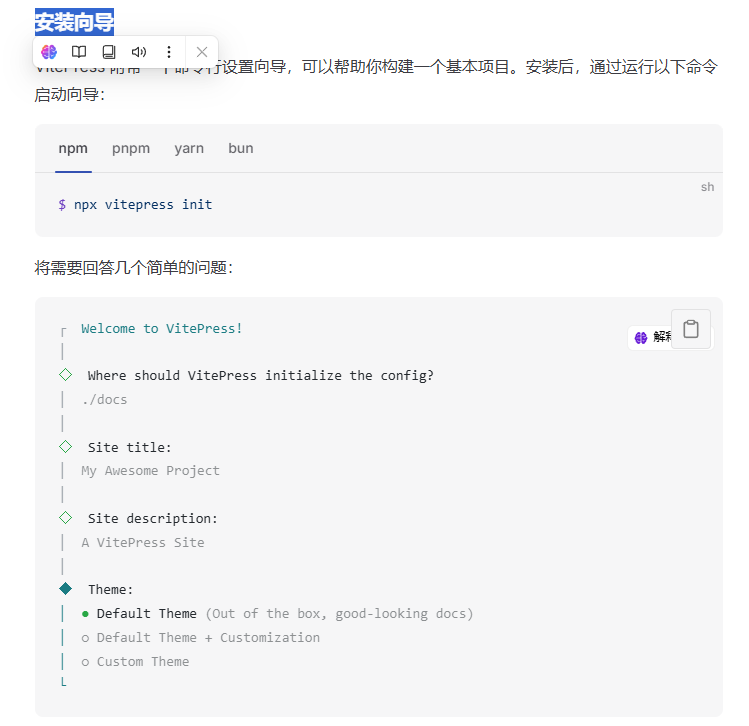 安装向导
VitePress 附带一个命令行设置向导，可以帮助你构建一个基本项目。安装后，通过运行以下命令
启动向导：
npm pnpm yarn bun
sh
$ npx vitepress init
将需要回答几个简单的问题：
Welcome to VitePress!
解释
Where should VitePress initialize the config?
./docs
Site title:
My Awesome Project
Site description:
A VitePress Site
Theme:
● Default Theme (Out of the box, good-looking docs)
○ Default Theme + Customization
○ Custom Theme